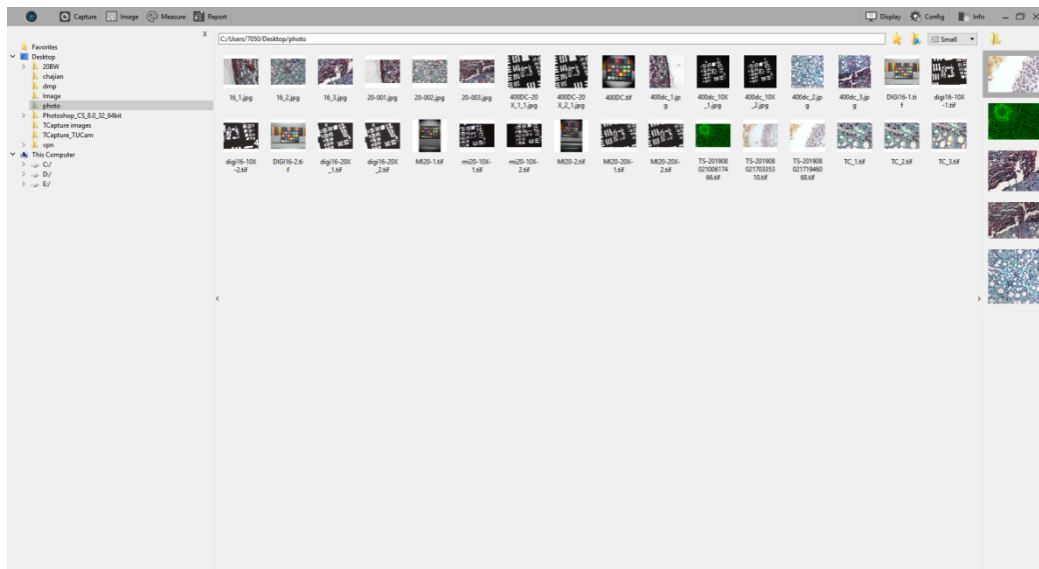 Capture Image Measure Report Display Config Info
X
C:/Users/7050/Desktop/photo
Small
Favorites
Desktop
20BW
chajian
dmp
Image
photo
Photoshop_CS_8.0_32_64bit
TCapture images
TCapture_TUCam
vpn
This Computer
C:/
D:/
E:/
16_1.jpg 16_2.jpg 16_3.jpg 20-001.jpg 20-002.jpg 20-003.jpg 400DC-20 400DC-20 400DC.tif 400dc_1.jp 400dc_10X 400dc_10X 400dc_2.jp 400dc_3.jp DIGI16-1.ti digi16-10X
X_1_1.jpg X_2_1.jpg g _1.jpg _2.jpg g g f -1.tif
digi16-10X DIGI16-2.ti digi16-20X digi16-20X MI20-1.tif mi20-10X- mi20-10X- MI20-2.tif MI20-20X- MI20-20X- TS-201908 TS-201908 TS-201908 TC_1.tif TC_2.tif TC_3.tif
-2.tif f _1.tif _2.tif 1.tif 2.tif 1.tif 2.tif 021006174 021703353 021719460
66.tif 10.tif 68.tif